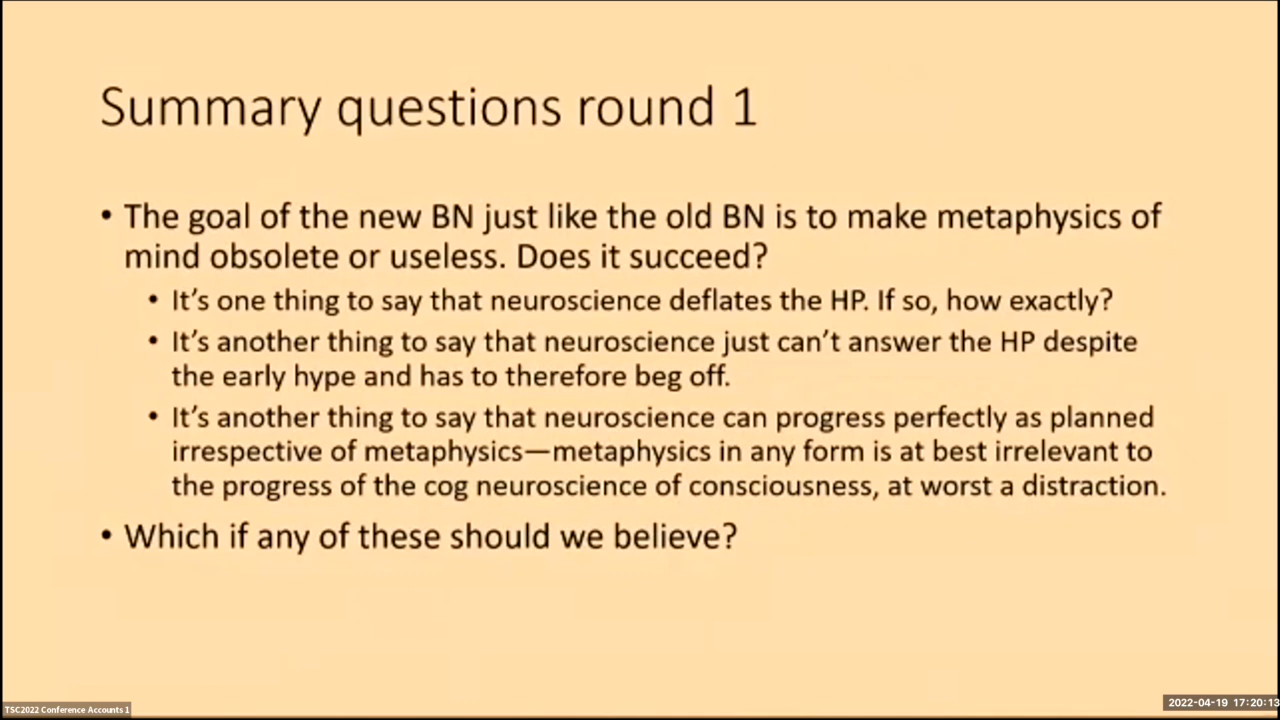 Summary questions round 1
• The goal of the new BN just like the old BN is to make metaphysics of
mind obsolete or useless. Does it succeed?
• It's one thing to say that neuroscience deflates the HP. If so, how exactly?
• It's another thing to say that neuroscience just can't answer the HP despite
the early hype and has to therefore beg off.
• It's another thing to say that neuroscience can progress perfectly as planned
irrespective of metaphysics—metaphysics in any form is at best irrelevant to
the progress of the cog neuroscience of consciousness, at worst a distraction.
• Which if any of these should we believe?
TSC2022 Conference Accounts 1
2022-04-19 17:20:13